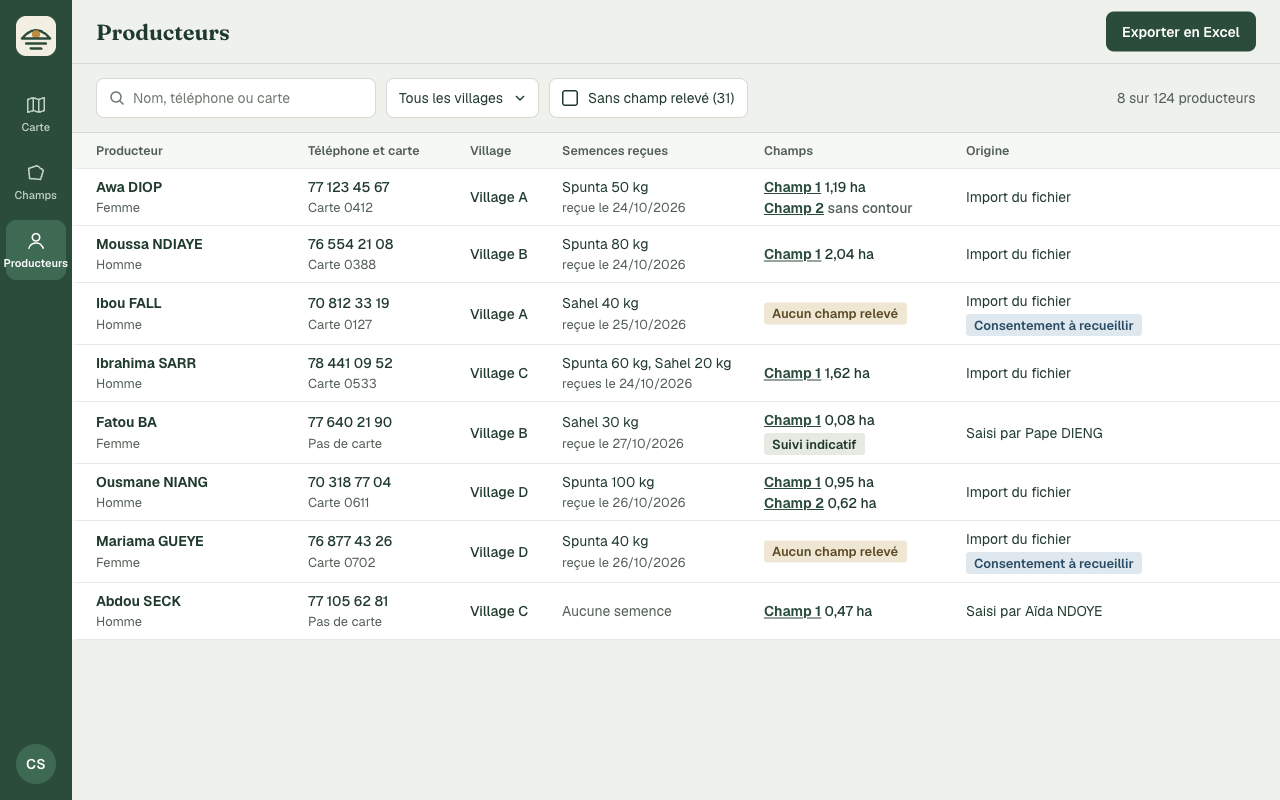 Producteurs
Exporter en Excel
Nom, téléphone ou carte
Tous les villages
Sans champ relevé (31)
8 sur 124 producteurs
Carte
Champs
Producteurs
CS
Producteur Téléphone et carte Village Semences reçues Champs Origine
Awa DIOP 77 123 45 67 Village A Spunta 50 kg Champ 1 1,19 ha Import du fichier
Femme Carte 0412 reçue le 24/10/2026 Champ 2 sans contour
Moussa NDIAYE 76 554 21 08 Village B Spunta 80 kg Champ 1 2,04 ha Import du fichier
Homme Carte 0388 reçue le 24/10/2026
Ibou FALL 70 812 33 19 Village A Sahel 40 kg Aucun champ relevé Import du fichier
Homme Carte 0127 reçue le 25/10/2026 Consentement à recueillir
Ibrahima SARR 78 441 09 52 Village C Spunta 60 kg, Sahel 20 kg Champ 1 1,62 ha Import du fichier
Homme Carte 0533 reçues le 24/10/2026
Fatou BA 77 640 21 90 Village B Sahel 30 kg Champ 1 0,08 ha Saisi par Pape DIENG
Femme Pas de carte reçue le 27/10/2026 Suivi indicatif
Ousmane NIANG 70 318 77 04 Village D Spunta 100 kg Champ 1 0,95 ha Import du fichier
Homme Carte 0611 reçue le 26/10/2026 Champ 2 0,62 ha
Mariama GUEYE 76 877 43 26 Village D Spunta 40 kg Aucun champ relevé Import du fichier
Femme Carte 0702 reçue le 26/10/2026 Consentement à recueillir
Abdou SECK 77 105 62 81 Village C Aucune semence Champ 1 0,47 ha Saisi par Aïda NDOYE
Homme Pas de carte